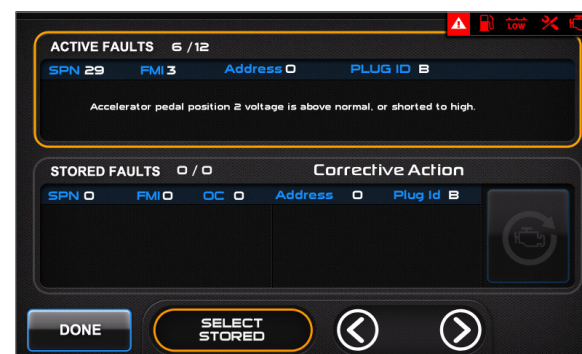 LOW
ACTIVE FAULTS 6 /12
SPN 29 FMI 3 Address 0 PLUG ID B
Accelerator pedal position 2 voltage is above normal, or shorted to high.
STORED FAULTS 0 / 0 Corrective Action
SPN 0 FMI 0 OC 0 Address 0 Plug Id B
DONE
SELECT
STORED